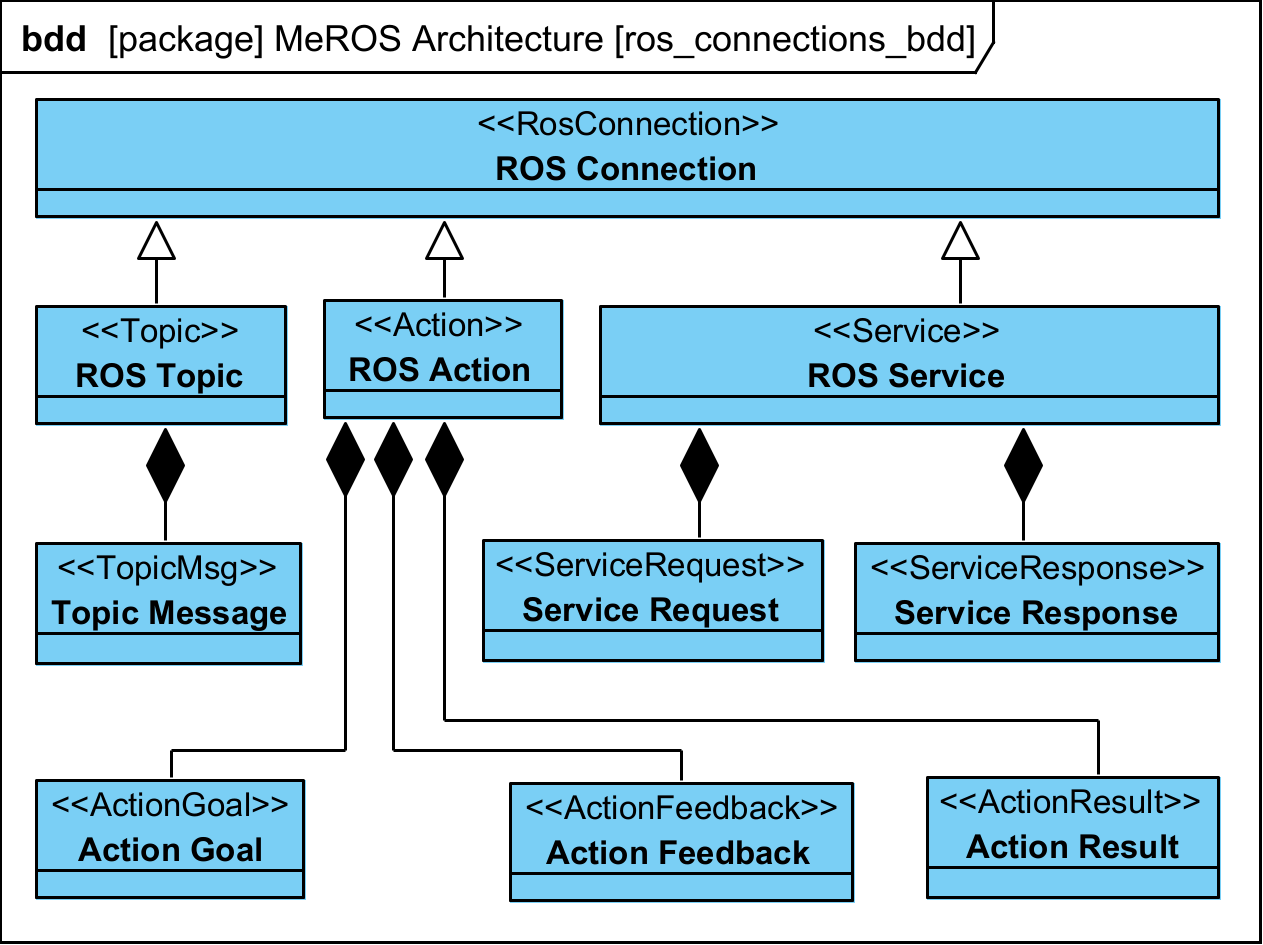 bdd [package] MeROS Architecture [ros_connections_bdd]
<<RosConnection>>
ROS Connection
<<Topic>>
ROS Topic
<<Action>>
ROS Action
<<Service>>
ROS Service
<<TopicMsg>>
Topic Message
<<ServiceRequest>>
Service Request
<<ServiceResponse>>
Service Response
<<ActionGoal>>
Action Goal
<<ActionFeedback>>
Action Feedback
<<ActionResult>>
Action Result